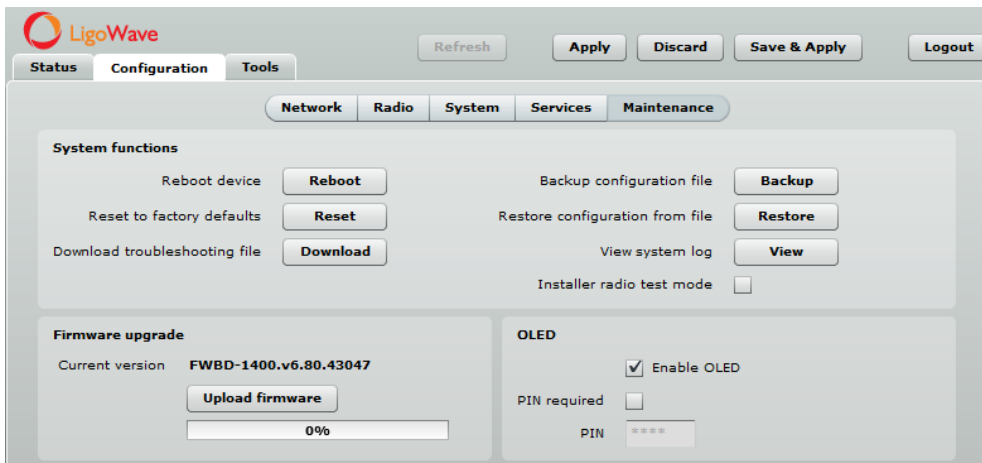 LigoWave
Refresh Apply Discard Save & Apply Logout
Status Configuration Tools
Network Radio System Services Maintenance
System functions
Reboot device Reboot Backup configuration file Backup
Reset to factory defaults Reset Restore configuration from file Restore
Download troubleshooting file Download View system log View
Installer radio test mode
Firmware upgrade OLED
Current version FWBD-1400.v6.80.43047 Enable OLED
Upload firmware PIN required
0% PIN ****